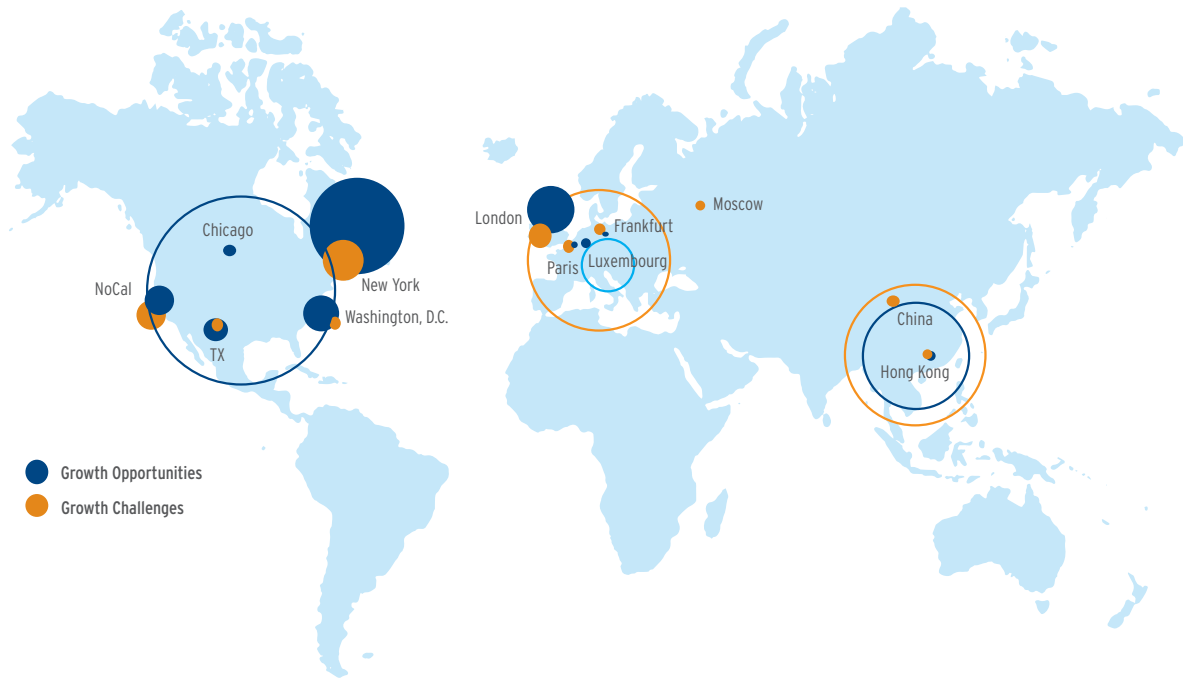 Chicago
NoCal
New York
Washington, D.C.
TX
London
Frankfurt
Paris
Luxembourg
Moscow
China
Hong Kong
Growth Opportunities
Growth Challenges